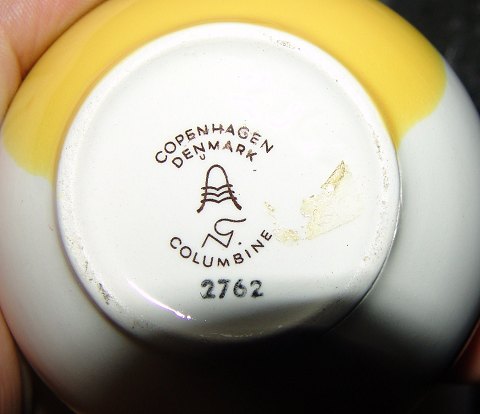 COPENHAGEN
DENMARK
COLUMBINE
2762